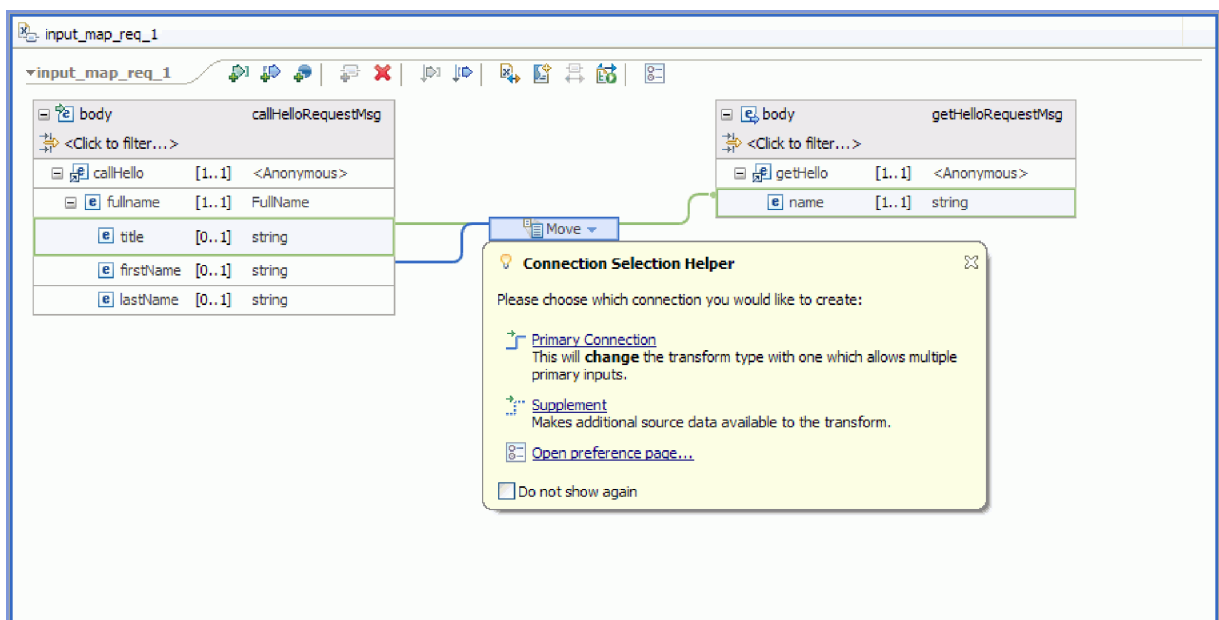 input_map_req_1
input_map_req_1
body callHelloRequestMsg
<Click to filter...>
callHello [1..1] <Anonymous>
fullname [1..1] FullName
title [0..1] string
firstName [0..1] string
lastName [0..1] string
Move
body getHelloRequestMsg
<Click to filter...>
getHello [1..1] <Anonymous>
name [1..1] string
Connection Selection Helper
Please choose which connection you would like to create:
Primary Connection
This will change the transform type with one which allows multiple
primary inputs.
Supplement
Makes additional source data available to the transform.
Open preference page...
Do not show again